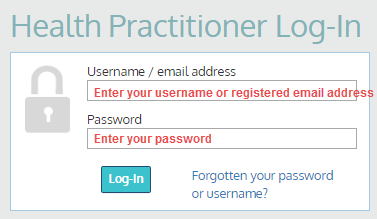 Health Practitioner Log-In
Username / email address
Enter your username or registered email address
Password
Enter your password
Log-In
Forgotten your password
or username?